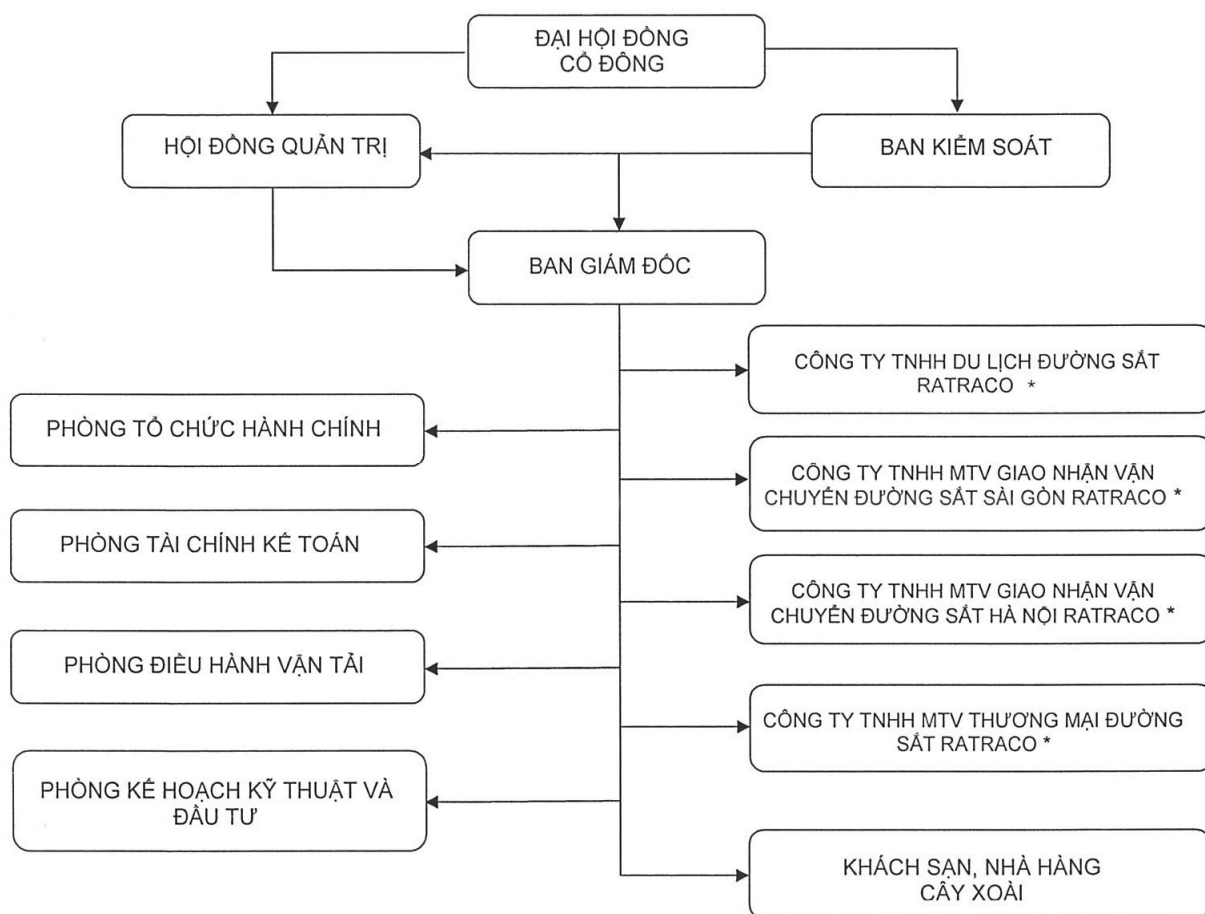 ĐẠI HỘI ĐỒNG
CỔ ĐÔNG
HỘI ĐỒNG QUẢN TRỊ
BAN KIỂM SOÁT
BAN GIÁM ĐỐC
CÔNG TY TNHH DU LỊCH ĐƯỜNG SẮT
RATRACO *
PHÒNG TỔ CHỨC HÀNH CHÍNH
CÔNG TY TNHH MTV GIAO NHẬN VẬN
CHUYỂN ĐƯỜNG SẮT SÀI GÒN RATRACO *
PHÒNG TÀI CHÍNH KẾ TOÁN
CÔNG TY TNHH MTV GIAO NHẬN VẬN
CHUYỂN ĐƯỜNG SẮT HÀ NỘI RATRACO *
PHÒNG ĐIỀU HÀNH VẬN TẢI
CÔNG TY TNHH MTV THƯƠNG MẠI ĐƯỜNG
SẮT RATRACO *
PHÒNG KẾ HOẠCH KỸ THUẬT VÀ
ĐẦU TƯ
KHÁCH SẠN, NHÀ HÀNG
CÂY XOÀI